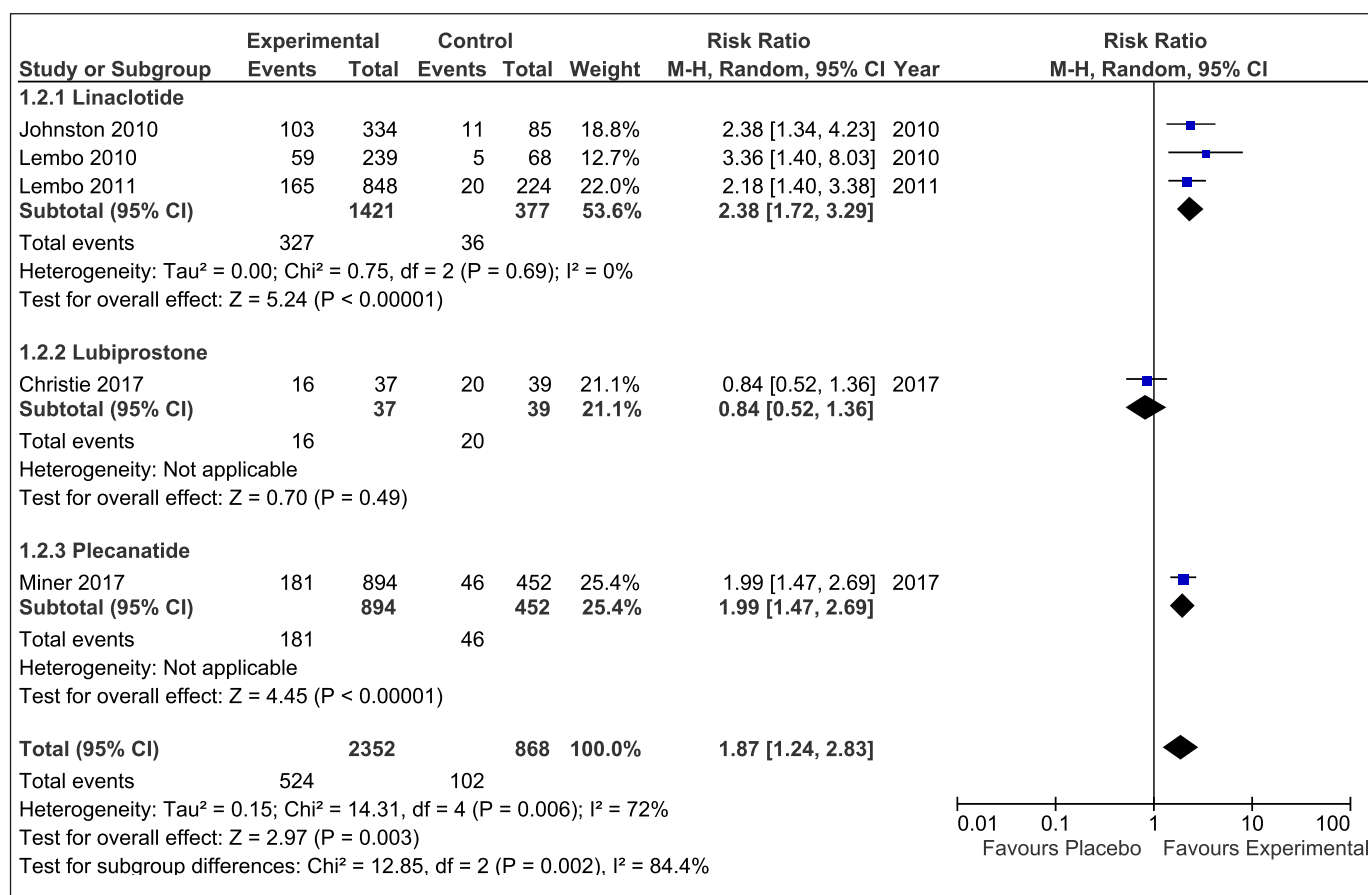 Experimental Control Risk Ratio Risk Ratio
Study or Subgroup Events Total Events Total Weight M-H, Random, 95% CI Year M-H, Random, 95% CI
1.2.1 Linaclotide
Johnston 2010 103 334 11 85 18.8% 2.38 [1.34, 4.23] 2010
Lembo 2010 59 239 5 68 12.7% 3.36 [1.40, 8.03] 2010
Lembo 2011 165 848 20 224 22.0% 2.18 [1.40, 3.38] 2011
Subtotal (95% CI) 1421 377 53.6% 2.38 [1.72, 3.29]
Total events 327 36
Heterogeneity: Tau² = 0.00; Chi² = 0.75, df = 2 (P = 0.69); I² = 0%
Test for overall effect: Z = 5.24 (P < 0.00001)
1.2.2 Lubiprostone
Christie 2017 16 37 20 39 21.1% 0.84 [0.52, 1.36] 2017
Subtotal (95% CI) 37 39 21.1% 0.84 [0.52, 1.36]
Total events 16 20
Heterogeneity: Not applicable
Test for overall effect: Z = 0.70 (P = 0.49)
1.2.3 Plecanatide
Miner 2017 181 894 46 452 25.4% 1.99 [1.47, 2.69] 2017
Subtotal (95% CI) 894 452 25.4% 1.99 [1.47, 2.69]
Total events 181 46
Heterogeneity: Not applicable
Test for overall effect: Z = 4.45 (P < 0.00001)
Total (95% CI) 2352 868 100.0% 1.87 [1.24, 2.83]
Total events 524 102
Heterogeneity: Tau² = 0.15; Chi² = 14.31, df = 4 (P = 0.006); I² = 72%
Test for overall effect: Z = 2.97 (P = 0.003)
Test for subgroup differences: Chi² = 12.85, df = 2 (P = 0.002), I² = 84.4%
0.01 0.1 1 10 100
Favours Placebo Favours Experimental